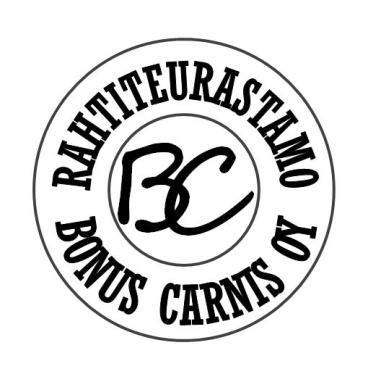 RAHTITEURASTAMO
BC
BONUS CARNIS OY